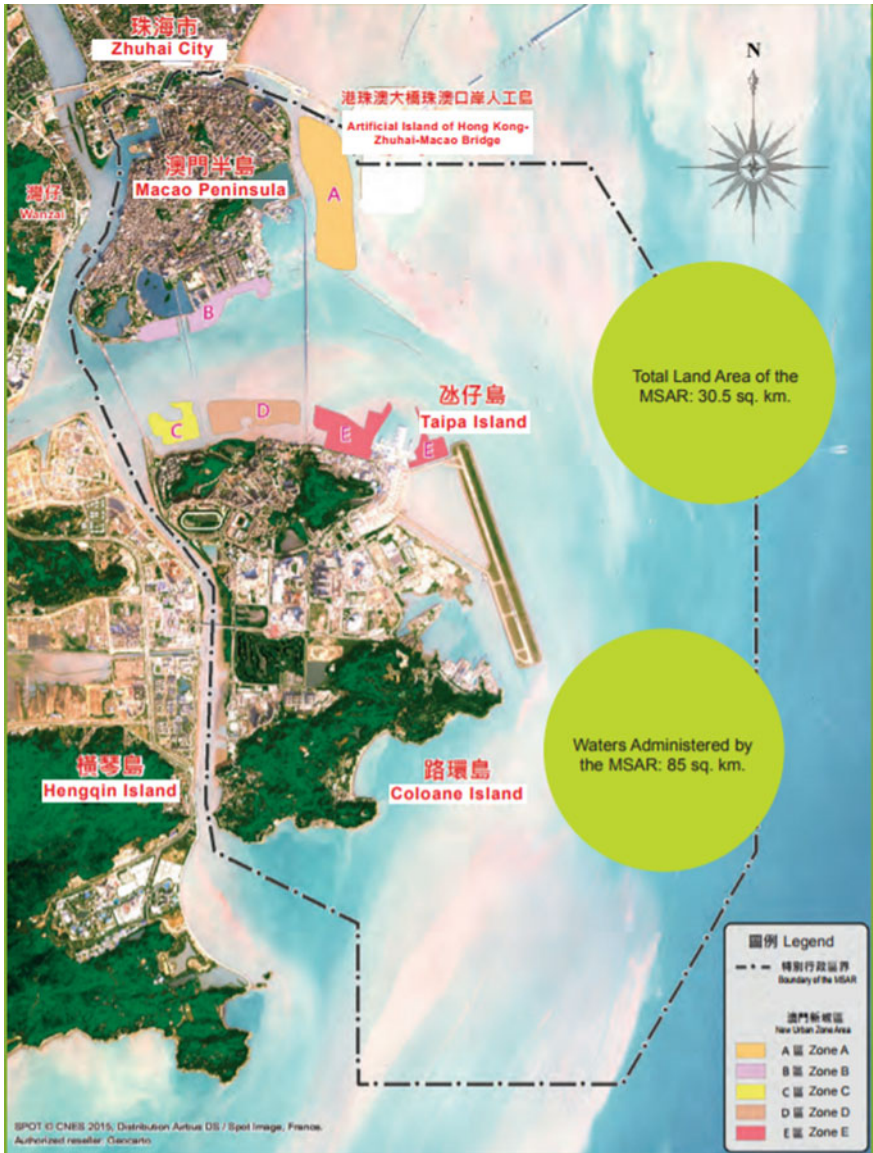 珠海市
Zhuhai City
N
港珠澳大橋珠澳口岸人工島
Artificial Island of Hong Kong-
Zhuhai-Macao Bridge
澳門半島
Macao Peninsula
灣仔
Wanzai
A
B
C
D
E
E
氹仔島
Taipa Island
Total Land Area of the
MSAR: 30.5 sq. km.
橫琴島
Hengqin Island
路環島
Coloane Island
Waters Administered by
the MSAR: 85 sq. km.
圖例 Legend
特別行政區界
Boundary of the MSAR
澳門新城區
New Urban Zone Area
A 區 Zone A
B 區 Zone B
C 區 Zone C
D 區 Zone D
E 區 Zone E
SPOT © CNES 2015, Distribution Airbus DS / Spot Image, France.
Authorized reseller: Geocarto